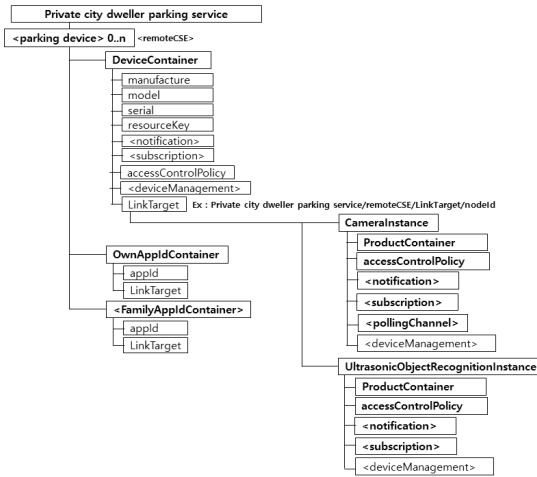 Private city dweller parking service
<parking device> 0..n <remoteCSE>
DeviceContainer
manufacture
model
serial
resourceKey
<notification>
<subscription>
accessControlPolicy
<deviceManagement>
LinkTarget Ex : Private city dweller parking service/remoteCSE/LinkTarget/nodeId
CameraInstance
ProductContainer
accessControlPolicy
<notification>
<subscription>
<pollingChannel>
<deviceManagement>
OwnAppIdContainer
appId
LinkTarget
<FamilyAppIdContainer>
appId
LinkTarget
UltrasonicObjectRecognitionInstance
ProductContainer
accessControlPolicy
<notification>
<subscription>
<deviceManagement>